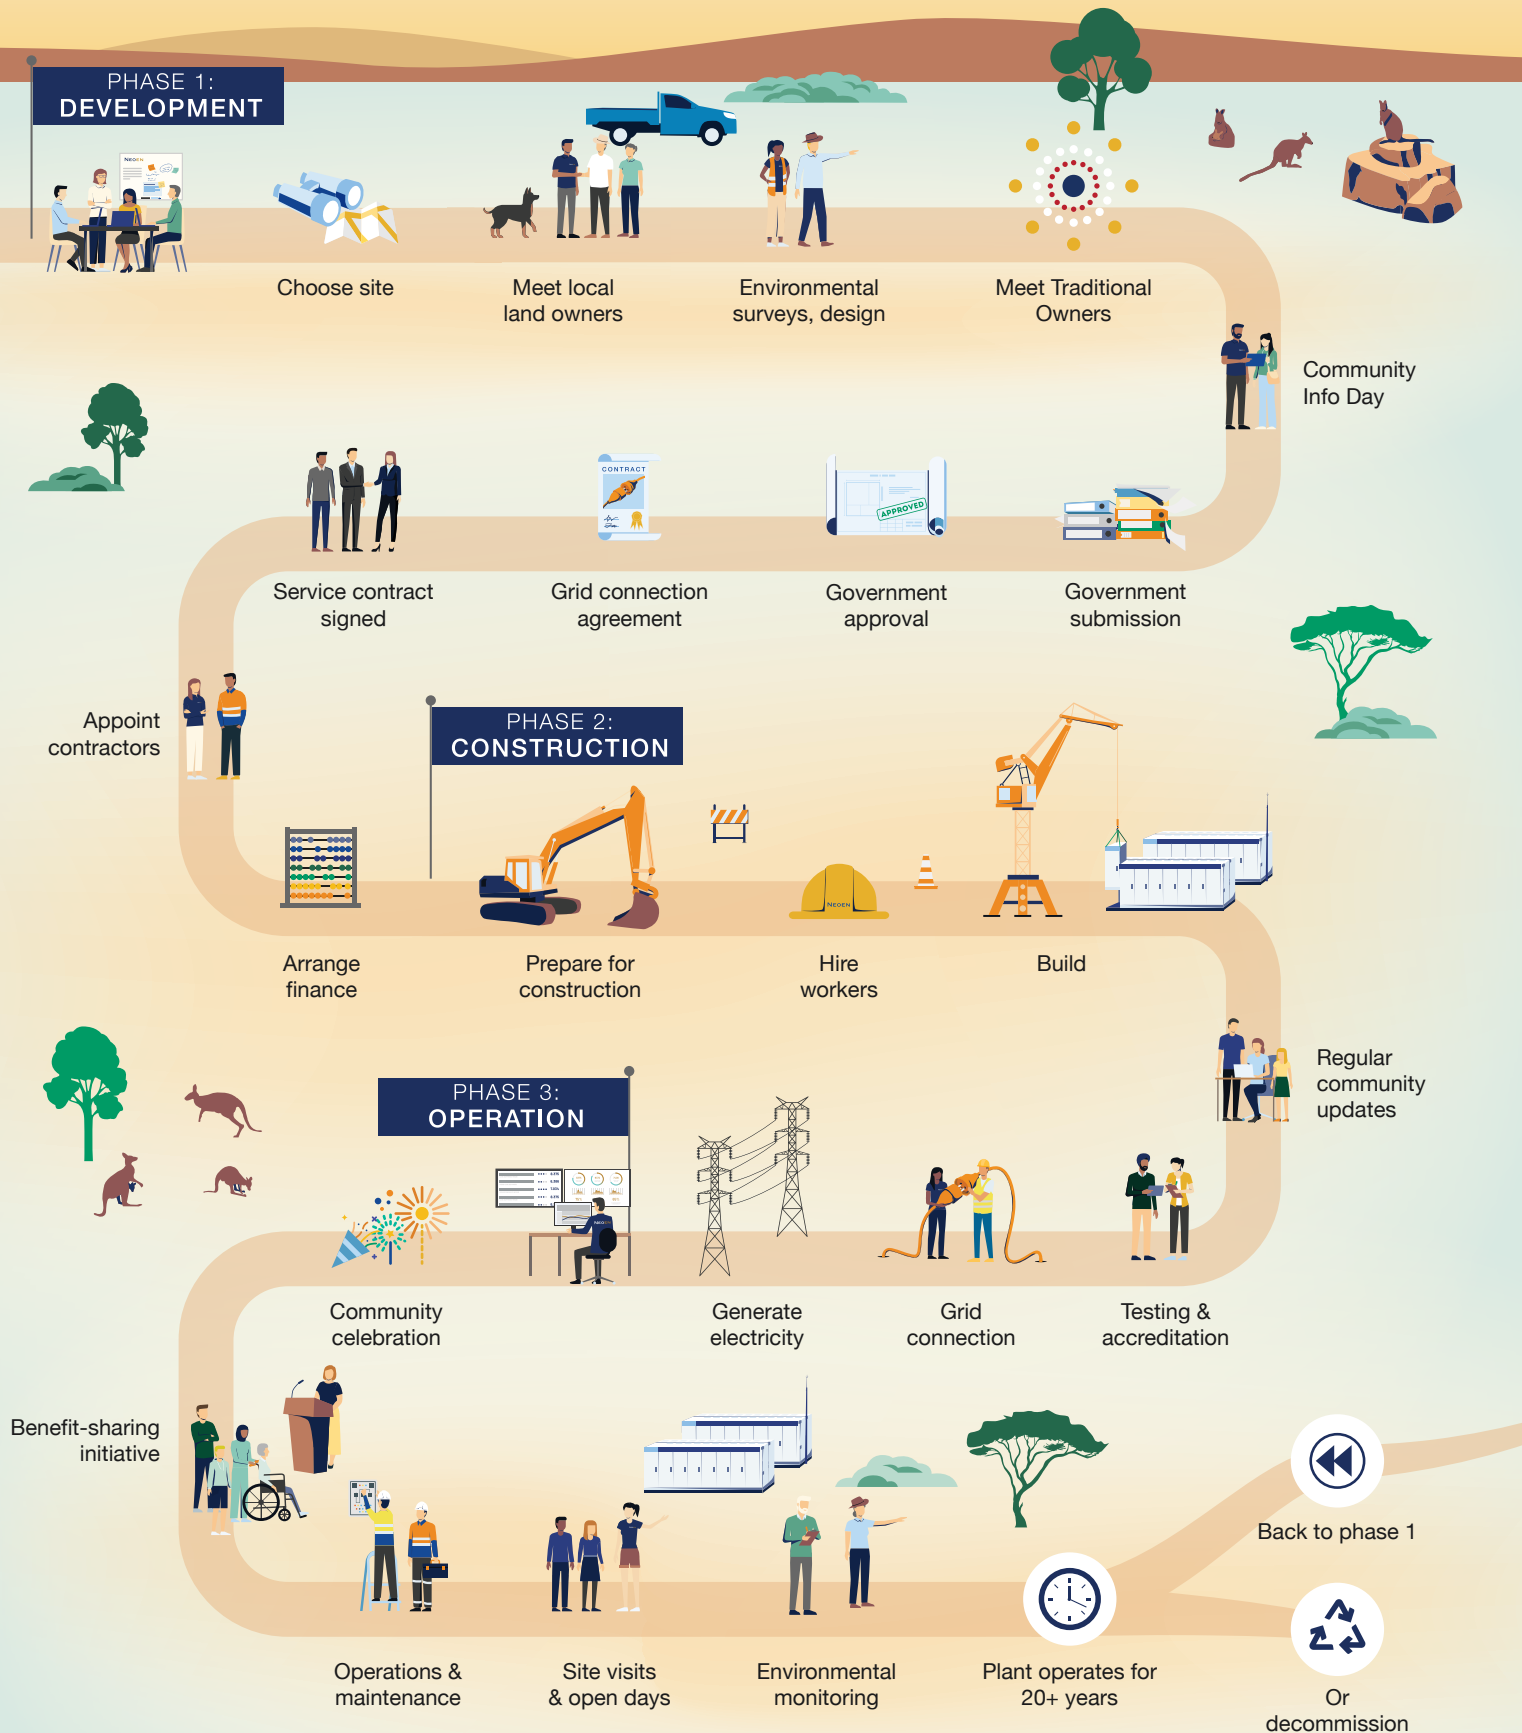 PHASE 1:
DEVELOPMENT
NEOEN
Choose site
Meet local
land owners
Environmental
surveys, design
Meet Traditional
Owners
Community
Info Day
CONTRACT
APPROVED
Service contract
signed
Grid connection
agreement
Government
approval
Government
submission
Appoint
contractors
PHASE 2:
CONSTRUCTION
NEOEN
Arrange
finance
Prepare for
construction
Hire
workers
Build
Regular
community
updates
PHASE 3:
OPERATION
NEOEN
Community
celebration
Generate
electricity
Grid
connection
Testing &
accreditation
Benefit-sharing
initiative
Back to phase 1
Operations &
maintenance
Site visits
& open days
Environmental
monitoring
Plant operates for
20+ years
Or
decommission